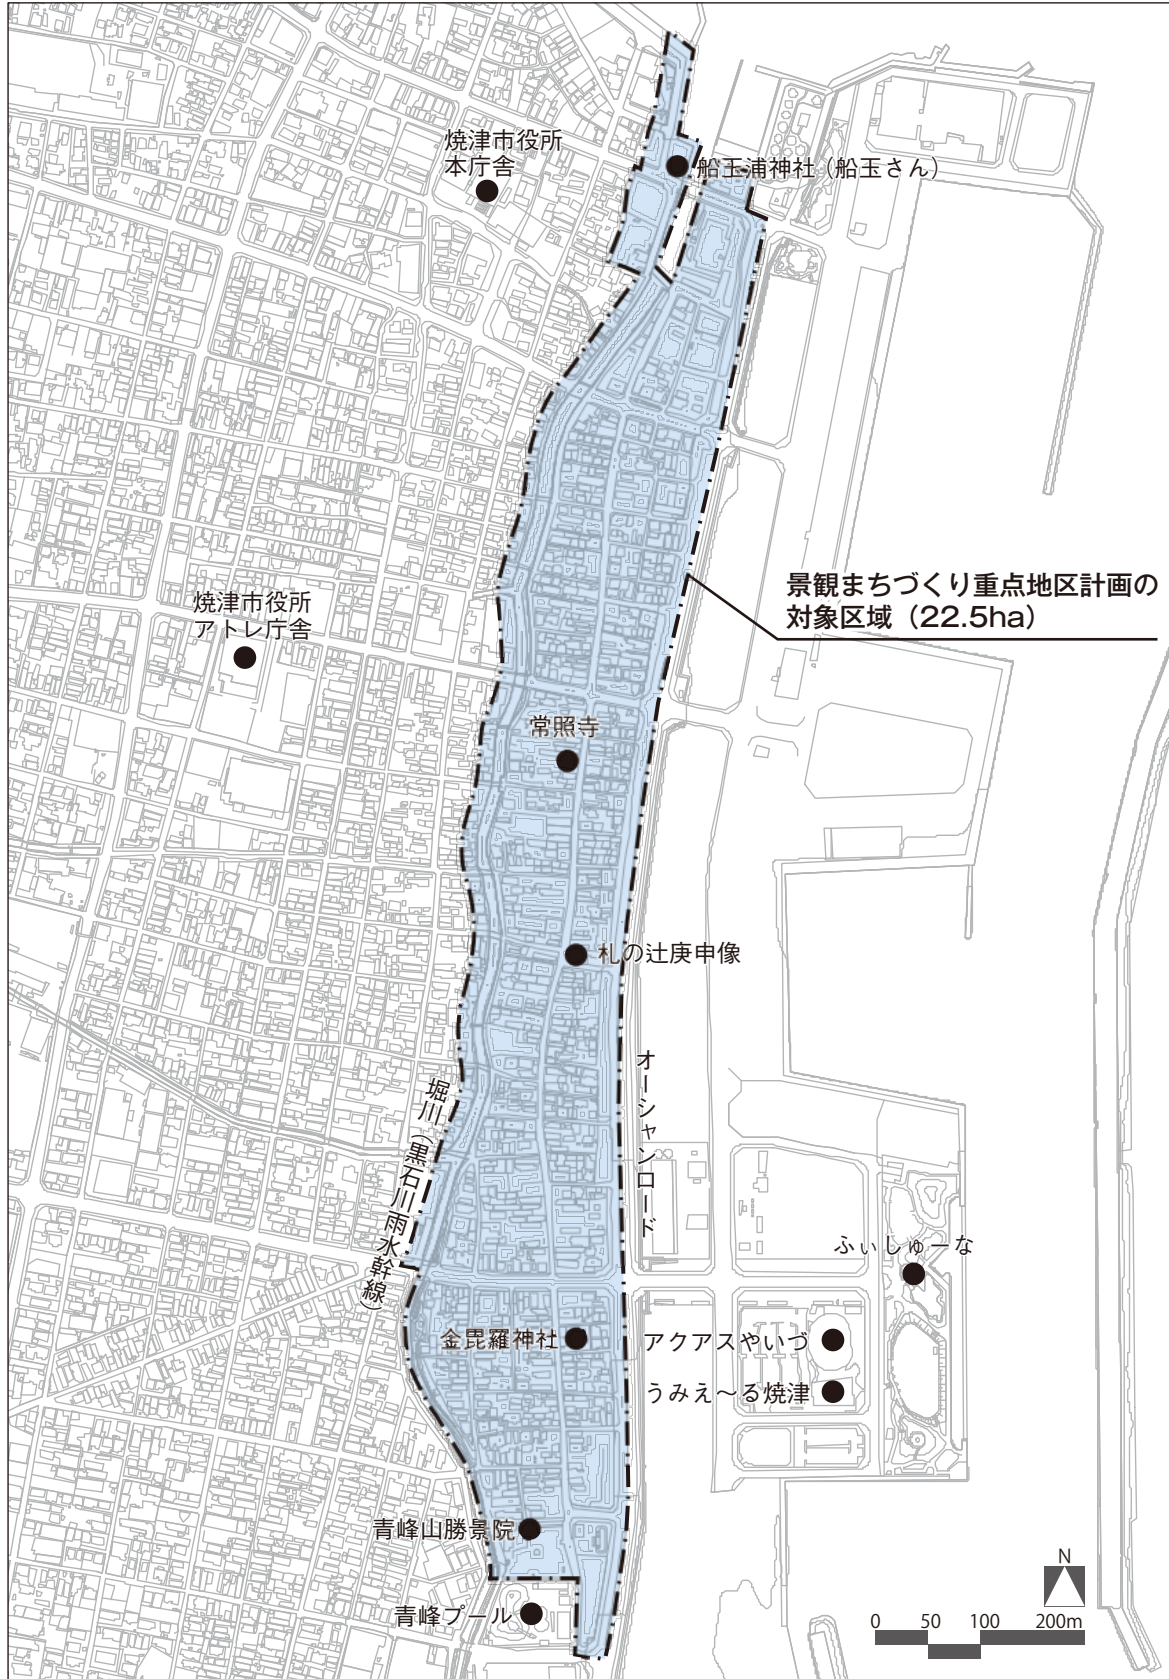 焼津市役所
本庁舎
船玉浦神社（船玉さん）
景観まちづくり重点地区計画の
対象区域（22.5ha）
焼津市役所
アトレ庁舎
常照寺
札の辻庚申像
オーシャンロード
堀川（黒石川雨水幹線）
ふぃしゅーな
金毘羅神社
アクアスやいづ
うみえ～る焼津
青峰山勝景院
青峰プール
N
0 50 100 200m